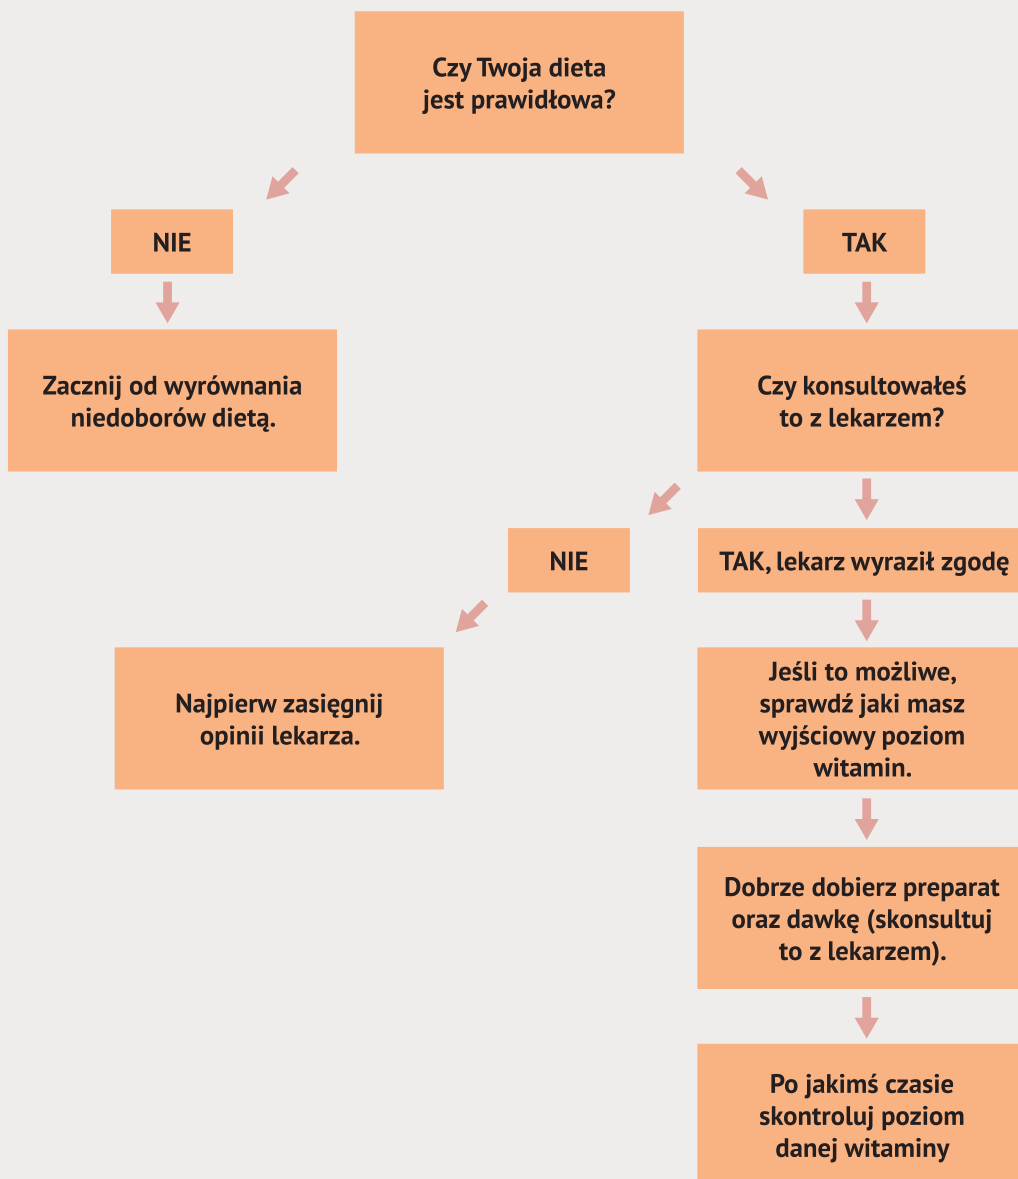 Czy Twoja dieta
jest prawidłowa?
NIE
TAK
Zacznij od wyrównania
niedoborów dietą.
Czy konsultowałeś
to z lekarzem?
NIE
TAK, lekarz wyraził zgodę
Najpierw zasięgnij
opinii lekarza.
Jeśli to możliwe,
sprawdź jaki masz
wyjściowy poziom
witamin.
Dobrze dobierz preparat
oraz dawkę (skonsultuj
to z lekarzem).
Po jakimś czasie
skontroluj poziom
danej witaminy